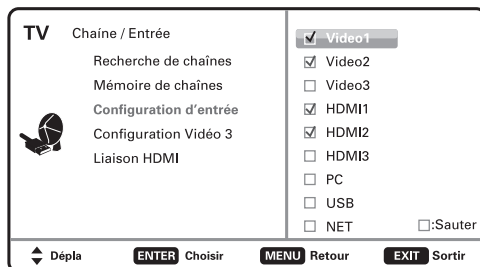 TV Chaîne / Entrée
Recherche de chaînes
Mémoire de chaînes
Configuration d'entrée
Configuration Vidéo 3
Liaison HDMI
Video1
Video2
Video3
HDMI1
HDMI2
HDMI3
PC
USB
NET
:Sauter
Dépla ENTER Choisir MENU Retour EXIT Sortir